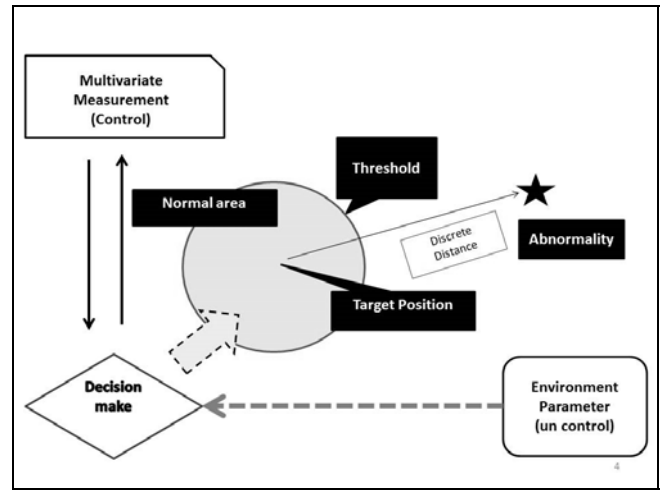 Multivariate
Measurement
(Control)
Threshold
Normal area
Discrete
Distance
Abnormality
Target Position
Decision
make
Environment
Parameter
(un control)
4